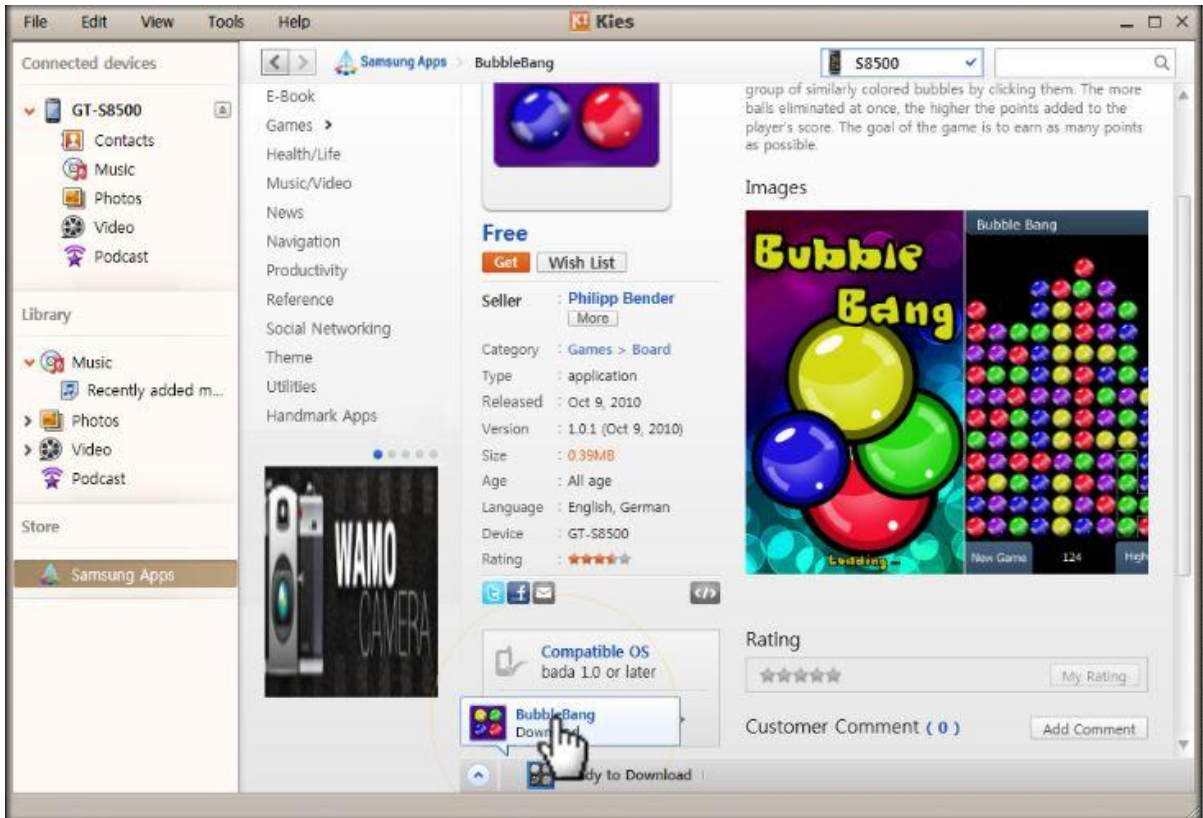 File Edit View Tools Help
Kies
Connected devices
GT-S8500
Contacts
Music
Photos
Video
Podcast
Library
Music
Recently added m...
Photos
Video
Podcast
Store
Samsung Apps
Samsung Apps BubbleBang
S8500
E-Book
Games >
Health/Life
Music/Video
News
Navigation
Productivity
Reference
Social Networking
Theme
Utilities
Handmark Apps
WAMO
CAMERA
Free
Get Wish List
Seller : Philipp Bender
More
Category : Games > Board
Type : application
Released : Oct 9, 2010
Version : 1.0.1 (Oct 9, 2010)
Size : 0.39MB
Age : All age
Language : English, German
Device : GT-S8500
Rating :
Compatible OS
bada 1.0 or later
BubbleBang
to Download
group of similarly colored bubbles by clicking them. The more
balls eliminated at once, the higher the points added to the
player's score. The goal of the game is to earn as many points
as possible.
Images
Bubble
Bang
Loading...
Bubble Bang
New Game 124 High
Rating
My Rating
Customer Comment ( 0 )
Add Comment